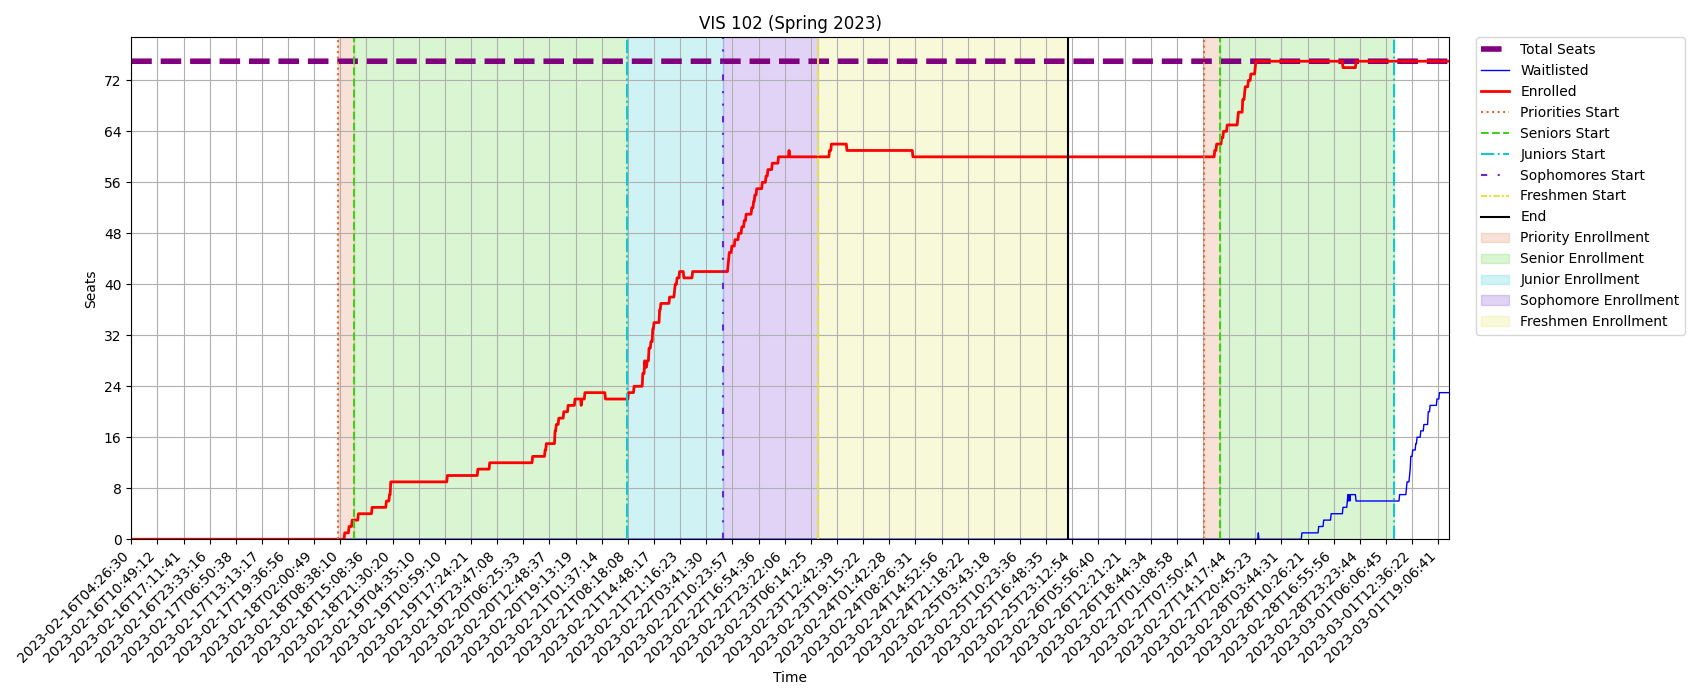 VIS 102 (Spring 2023)
Seats
72
64
56
48
40
32
24
16
8
0
2023-02-16T04:26:30
2023-02-16T10:49:12
2023-02-16T17:11:41
2023-02-16T23:33:16
2023-02-17T06:50:38
2023-02-17T13:13:17
2023-02-17T19:36:56
2023-02-18T02:00:49
2023-02-18T08:38:10
2023-02-18T15:08:36
2023-02-18T21:30:20
2023-02-19T04:35:10
2023-02-19T10:59:10
2023-02-19T17:24:21
2023-02-19T23:47:08
2023-02-20T06:25:33
2023-02-20T12:48:37
2023-02-20T19:13:19
2023-02-21T01:37:14
2023-02-21T08:18:08
2023-02-21T14:48:17
2023-02-21T21:16:23
2023-02-22T03:41:30
2023-02-22T10:23:57
2023-02-22T16:54:36
2023-02-22T23:22:06
2023-02-23T06:14:25
2023-02-23T12:42:39
2023-02-23T19:15:22
2023-02-24T01:42:28
2023-02-24T08:26:31
2023-02-24T14:52:56
2023-02-24T21:18:22
2023-02-25T03:43:18
2023-02-25T10:23:36
2023-02-25T16:48:35
2023-02-25T23:12:54
2023-02-26T05:56:40
2023-02-26T12:21:21
2023-02-26T18:44:34
2023-02-27T01:08:58
2023-02-27T07:50:47
2023-02-27T14:17:44
2023-02-27T20:45:23
2023-02-28T03:44:31
2023-02-28T10:26:21
2023-02-28T16:55:56
2023-02-28T23:23:44
2023-03-01T06:06:45
2023-03-01T12:36:22
2023-03-01T19:06:41
Time
Total Seats
Waitlisted
Enrolled
Priorities Start
Seniors Start
Juniors Start
Sophomores Start
Freshmen Start
End
Priority Enrollment
Senior Enrollment
Junior Enrollment
Sophomore Enrollment
Freshmen Enrollment